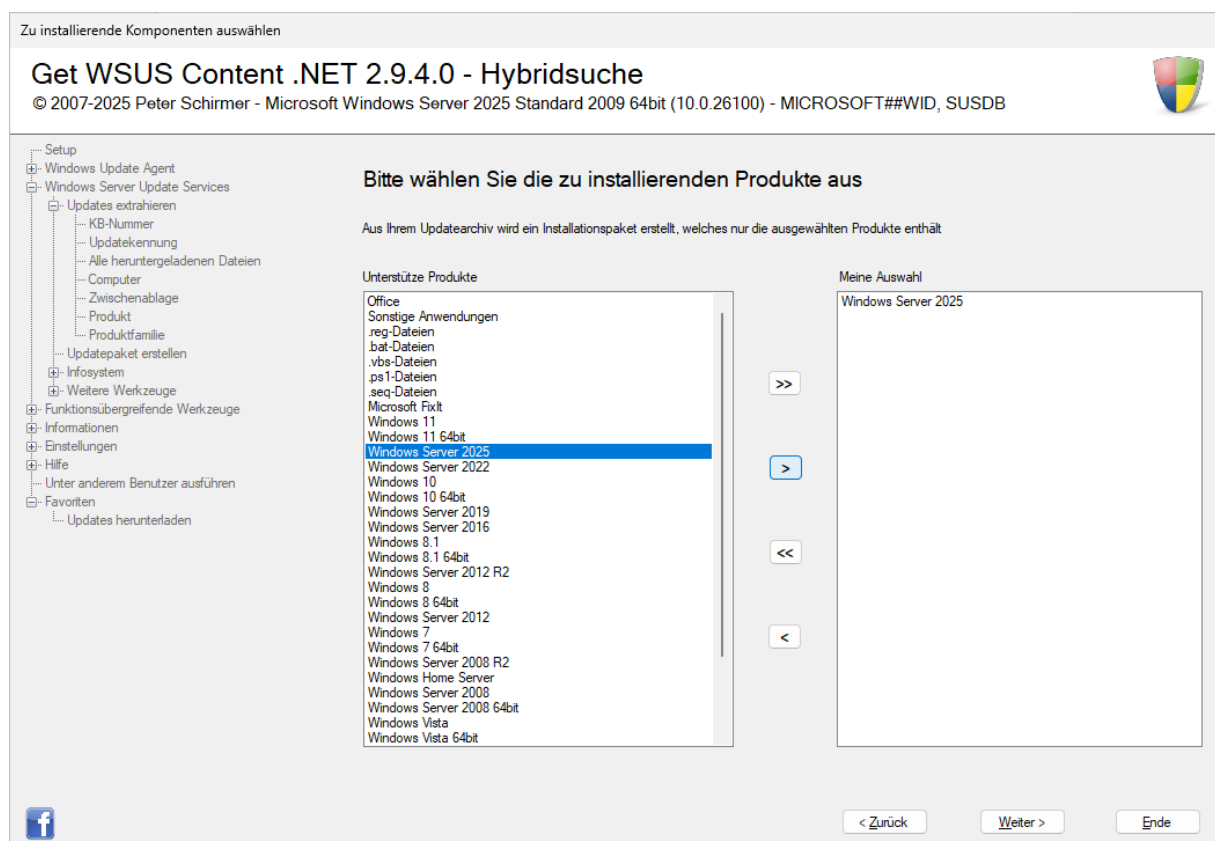 Zu installierende Komponenten auswählen
Get WSUS Content .NET 2.9.4.0 - Hybridsuche
© 2007-2025 Peter Schirmer - Microsoft Windows Server 2025 Standard 2009 64bit (10.0.26100) - MICROSOFT##WID, SUSDB
Setup
Windows Update Agent
Windows Server Update Services
Updates extrahieren
KB-Nummer
Updatekennung
Alle heruntergeladenen Dateien
Computer
Zwischenablage
Produkt
Produktfamilie
Updatepaket erstellen
Infosystem
Weitere Werkzeuge
Funktionsübergreifende Werkzeuge
Informationen
Einstellungen
Hilfe
Unter anderem Benutzer ausführen
Favoriten
Updates herunterladen
Bitte wählen Sie die zu installierenden Produkte aus
Aus Ihrem Updatearchiv wird ein Installationspaket erstellt, welches nur die ausgewählten Produkte enthält
Unterstütze Produkte
Office
Sonstige Anwendungen
.reg-Dateien
.bat-Dateien
.vbs-Dateien
.ps1-Dateien
.seq-Dateien
Microsoft FixIt
Windows 11
Windows 11 64bit
Windows Server 2025
Windows Server 2022
Windows 10
Windows 10 64bit
Windows Server 2019
Windows Server 2016
Windows 8.1
Windows 8.1 64bit
Windows Server 2012 R2
Windows 8
Windows 8 64bit
Windows Server 2012
Windows 7
Windows 7 64bit
Windows Server 2008 R2
Windows Home Server
Windows Server 2008
Windows Server 2008 64bit
Windows Vista
Windows Vista 64bit
>>
>
<<
<
Meine Auswahl
Windows Server 2025
f
< Zurück
Weiter >
Ende